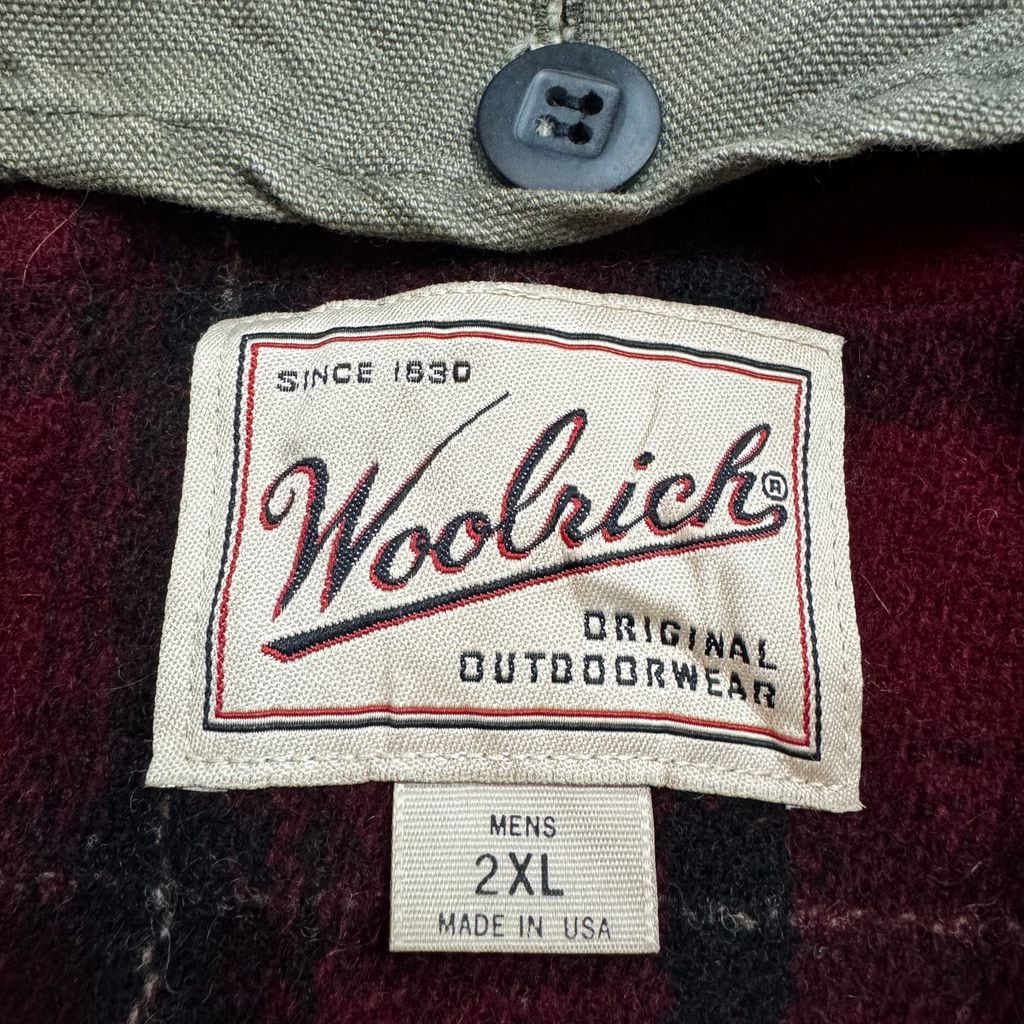 SINCE 1830
Woolrich®
ORIGINAL
OUTDOORWEAR
MENS
2XL
MADE IN USA